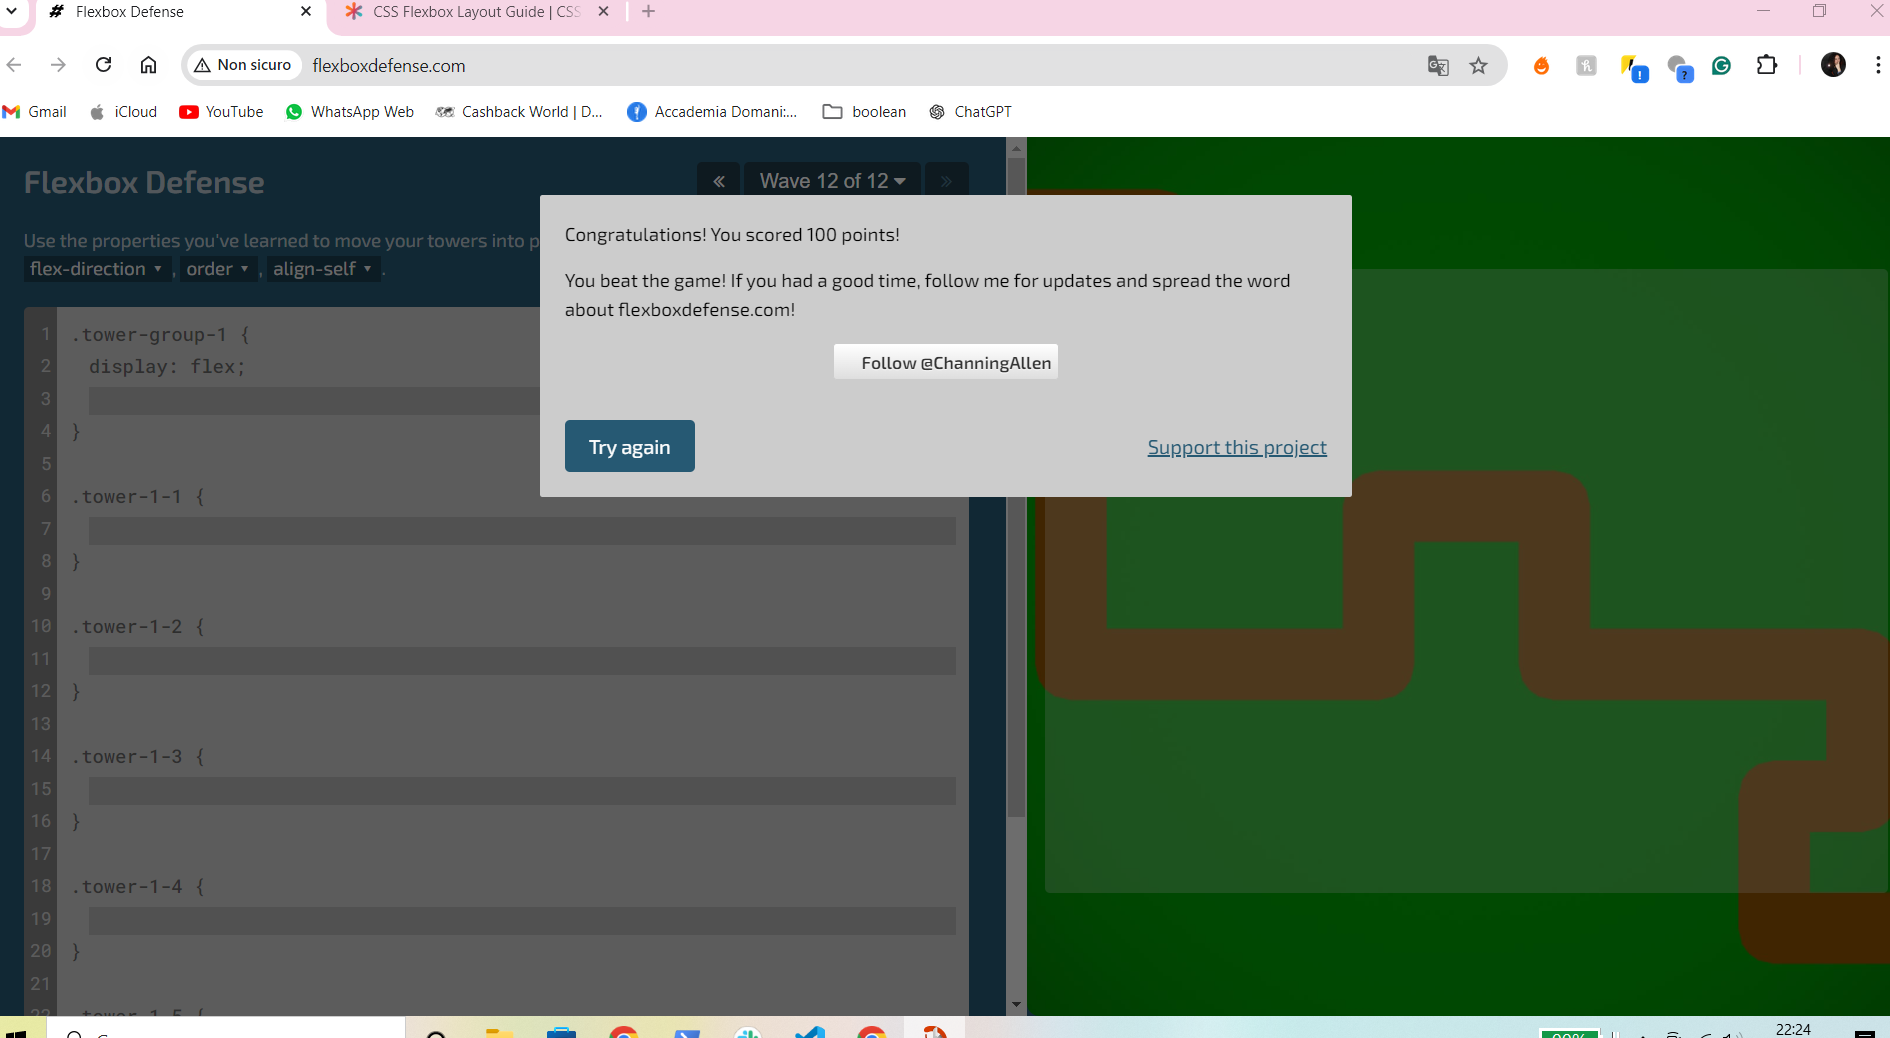 Flexbox Defense
CSS Flexbox Layout Guide | CSS
Non sicuro
flexboxdefense.com
Gmail
iCloud
YouTube
WhatsApp Web
Cashback World | D...
Accademia Domani:...
boolean
ChatGPT
Flexbox Defense
« Wave 12 of 12 »
Use the properties you've learned to move your towers into p
flex-direction , order , align-self .
1 .tower-group-1 {
2 display: flex;
3
4 }
5
6 .tower-1-1 {
7
8 }
9
10 .tower-1-2 {
11
12 }
13
14 .tower-1-3 {
15
16 }
17
18 .tower-1-4 {
19
20 }
21
22 .tower-1-5 {
Congratulations! You scored 100 points!
You beat the game! If you had a good time, follow me for updates and spread the word
about flexboxdefense.com!
Follow @ChanningAllen
Try again
Support this project
22:24